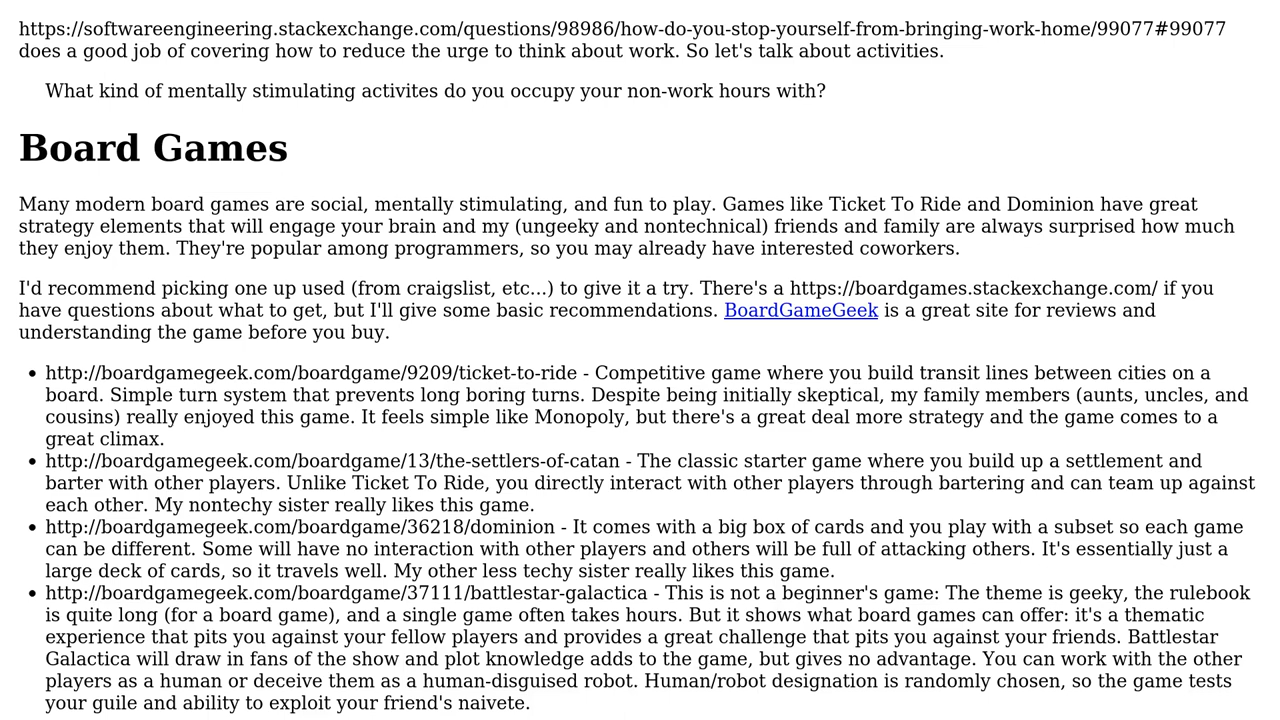 https://softwareengineering.stackexchange.com/questions/98986/how-do-you-stop-yourself-from-bringing-work-home/99077#99077
does a good job of covering how to reduce the urge to think about work. So let's talk about activities.
What kind of mentally stimulating activites do you occupy your non-work hours with?
Board Games
Many modern board games are social, mentally stimulating, and fun to play. Games like Ticket To Ride and Dominion have great
strategy elements that will engage your brain and my (ungeeky and nontechnical) friends and family are always surprised how much
they enjoy them. They're popular among programmers, so you may already have interested coworkers.
I'd recommend picking one up used (from craigslist, etc...) to give it a try. There's a https://boardgames.stackexchange.com/ if you
have questions about what to get, but I'll give some basic recommendations. BoardGameGeek is a great site for reviews and
understanding the game before you buy.
• http://boardgamegeek.com/boardgame/9209/ticket-to-ride - Competitive game where you build transit lines between cities on a
board. Simple turn system that prevents long boring turns. Despite being initially skeptical, my family members (aunts, uncles, and
cousins) really enjoyed this game. It feels simple like Monopoly, but there's a great deal more strategy and the game comes to a
great climax.
• http://boardgamegeek.com/boardgame/13/the-settlers-of-catan - The classic starter game where you build up a settlement and
barter with other players. Unlike Ticket To Ride, you directly interact with other players through bartering and can team up against
each other. My nontechy sister really likes this game.
• http://boardgamegeek.com/boardgame/36218/dominion - It comes with a big box of cards and you play with a subset so each game
can be different. Some will have no interaction with other players and others will be full of attacking others. It's essentially just a
large deck of cards, so it travels well. My other less techy sister really likes this game.
• http://boardgamegeek.com/boardgame/37111/battlestar-galactica - This is not a beginner's game: The theme is geeky, the rulebook
is quite long (for a board game), and a single game often takes hours. But it shows what board games can offer: it's a thematic
experience that pits you against your fellow players and provides a great challenge that pits you against your friends. Battlestar
Galactica will draw in fans of the show and plot knowledge adds to the game, but gives no advantage. You can work with the other
players as a human or deceive them as a human-disguised robot. Human/robot designation is randomly chosen, so the game tests
your guile and ability to exploit your friend's naivete.